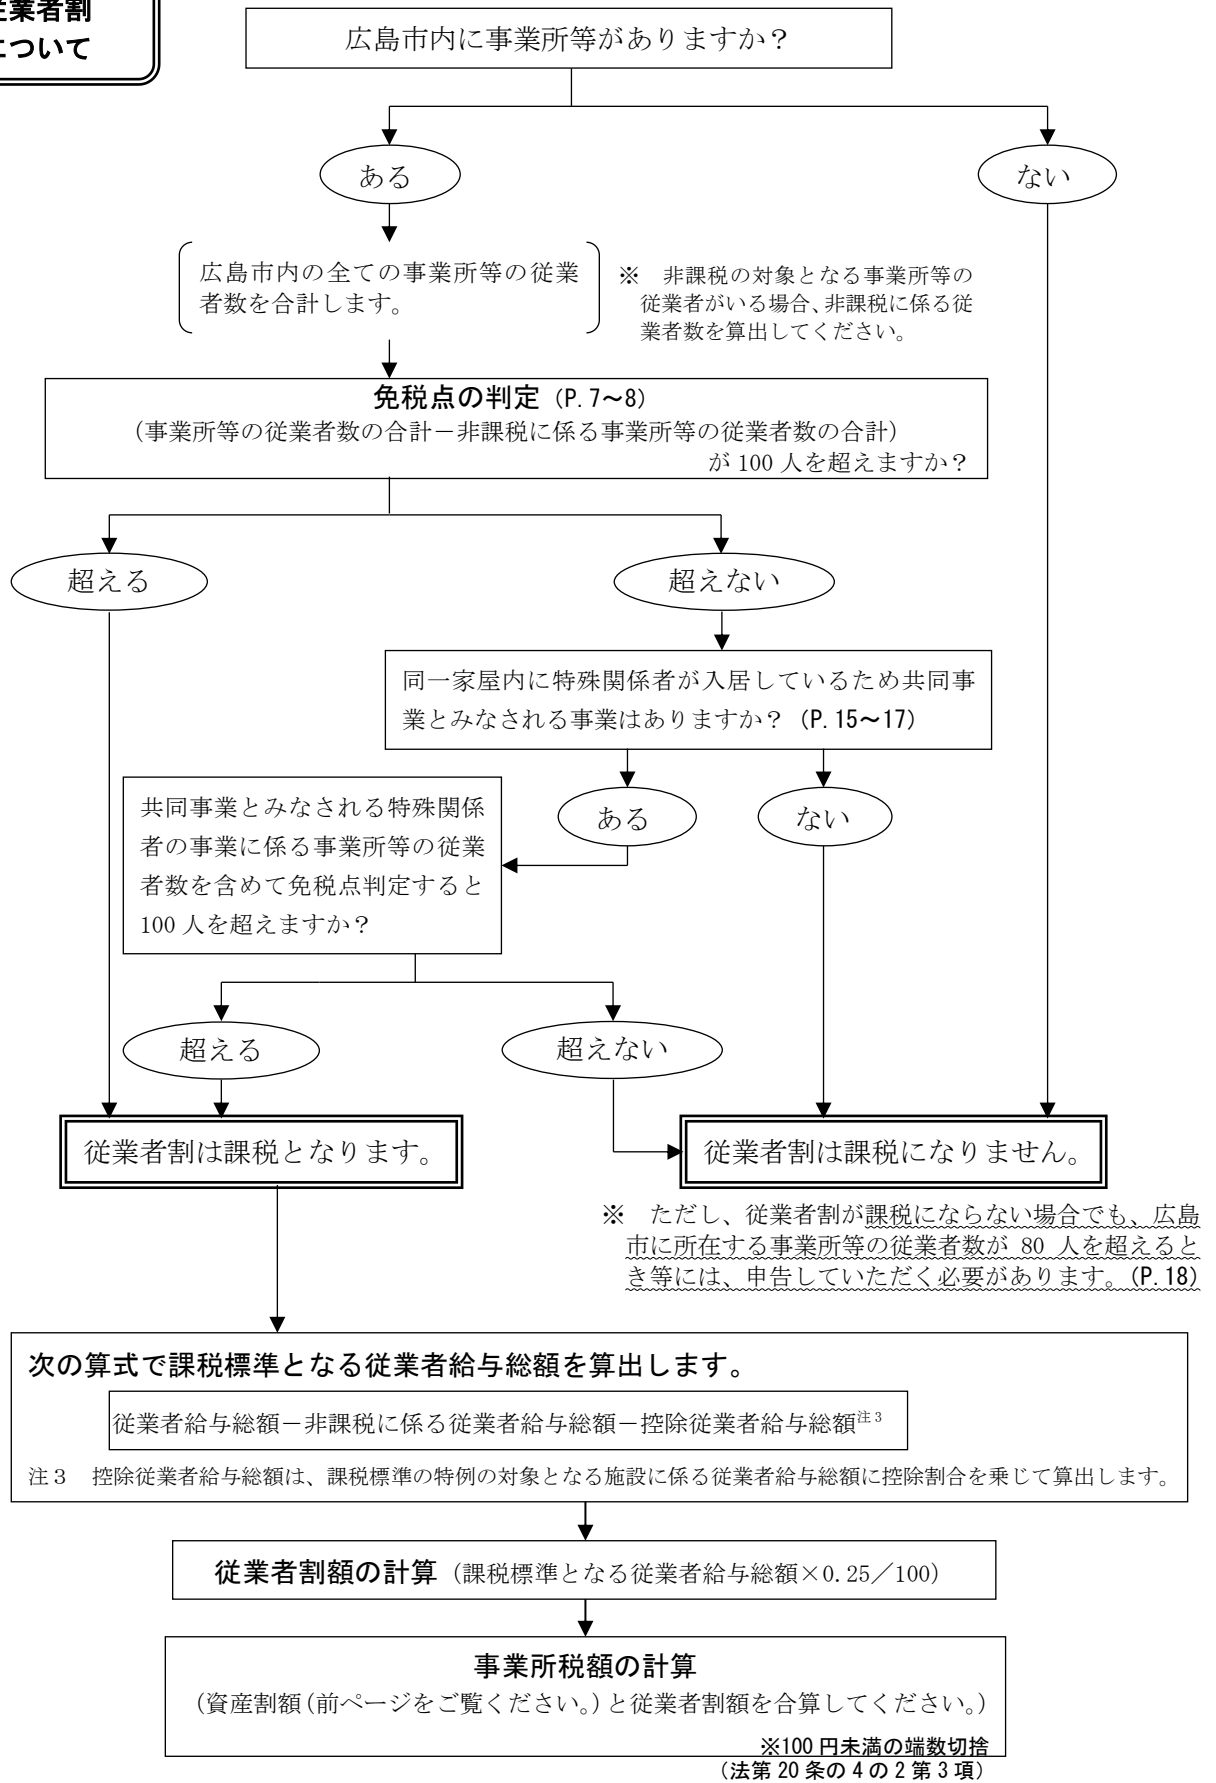 従業者割
について
広島市内に事業所等がありますか？
ある
ない
広島市内の全ての事業所等の従業
者数を合計します。
※　非課税の対象となる事業所等の
従業者がいる場合、非課税に係る従
業者数を算出してください。
免税点の判定（P.7～8）
（事業所等の従業者数の合計－非課税に係る事業所等の従業者数の合計）
が 100 人を超えますか？
超える
超えない
同一家屋内に特殊関係者が入居しているため共同事
業とみなされる事業はありますか？（P.15～17）
ある
ない
共同事業とみなされる特殊関係
者の事業に係る事業所等の従業
者数を含めて免税点判定すると
100 人を超えますか？
超える
超えない
従業者割は課税となります。
従業者割は課税になりません。
※　ただし、従業者割が課税にならない場合でも、広島
市に所在する事業所等の従業者数が 80 人を超えると
き等には、申告していただく必要があります。（P.18）
次の算式で課税標準となる従業者給与総額を算出します。
従業者給与総額－非課税に係る従業者給与総額－控除従業者給与総額注3
注３　控除従業者給与総額は、課税標準の特例の対象となる施設に係る従業者給与総額に控除割合を乗じて算出します。
従業者割額の計算（課税標準となる従業者給与総額×0.25／100）
事業所税額の計算
（資産割額（前ページをご覧ください。）と従業者割額を合算してください。）
※100 円未満の端数切捨
（法第 20 条の 4 の 2 第 3 項）